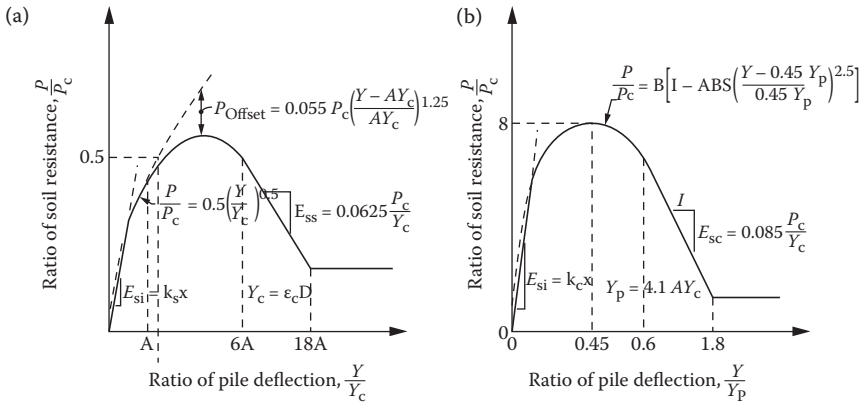 (a)
Ratio of soil resistance, P/Pc
P_Offset = 0.055 Pc((Y – AYc)/(AYc))^1.25
0.5
P/Pc = 0.5(Y/Yc)^0.5
Ess = 0.0625 Pc/Yc
Esi = ksx
Yc = εcD
A
6A
18A
Ratio of pile deflection, Y/Yc
(b)
Ratio of soil resistance, P/Pc
P/Pc = B[I – ABS((Y – 0.45 Yp)/(0.45 Yp))^2.5]
8
I
Esc = 0.085 Pc/Yc
Esi = kcx
Yp = 4.1 AYc
0
0
0.45
0.6
1.8
Ratio of pile deflection, Y/YP